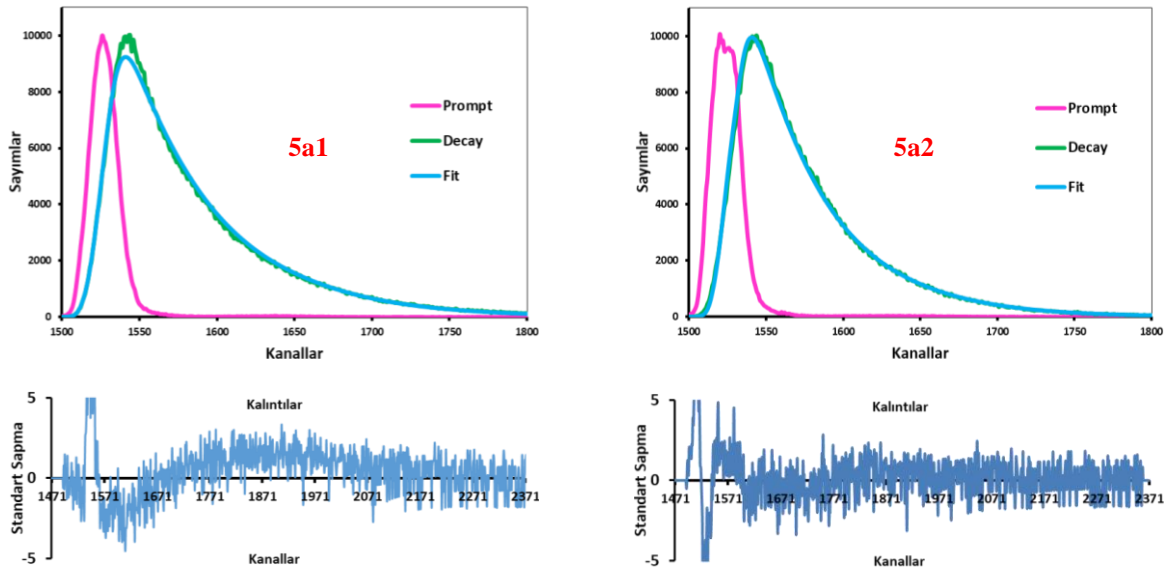 10000
8000
6000
4000
2000
0
Sayımlar
1500
1550
1600
1650
1700
1750
1800
Kanallar
Prompt
Decay
Fit
5a1
10000
8000
6000
4000
2000
0
Sayımlar
1500
1550
1600
1650
1700
1750
1800
Kanallar
Prompt
Decay
Fit
5a2
5
0
-5
Standart Sapma
Kalıntılar
1471
1571
1671
1771
1871
1971
2071
2171
2271
2371
Kanallar
5
0
-5
Standart Sapma
Kalıntılar
1471
1571
1671
1771
1871
1971
2071
2171
2271
2371
Kanallar